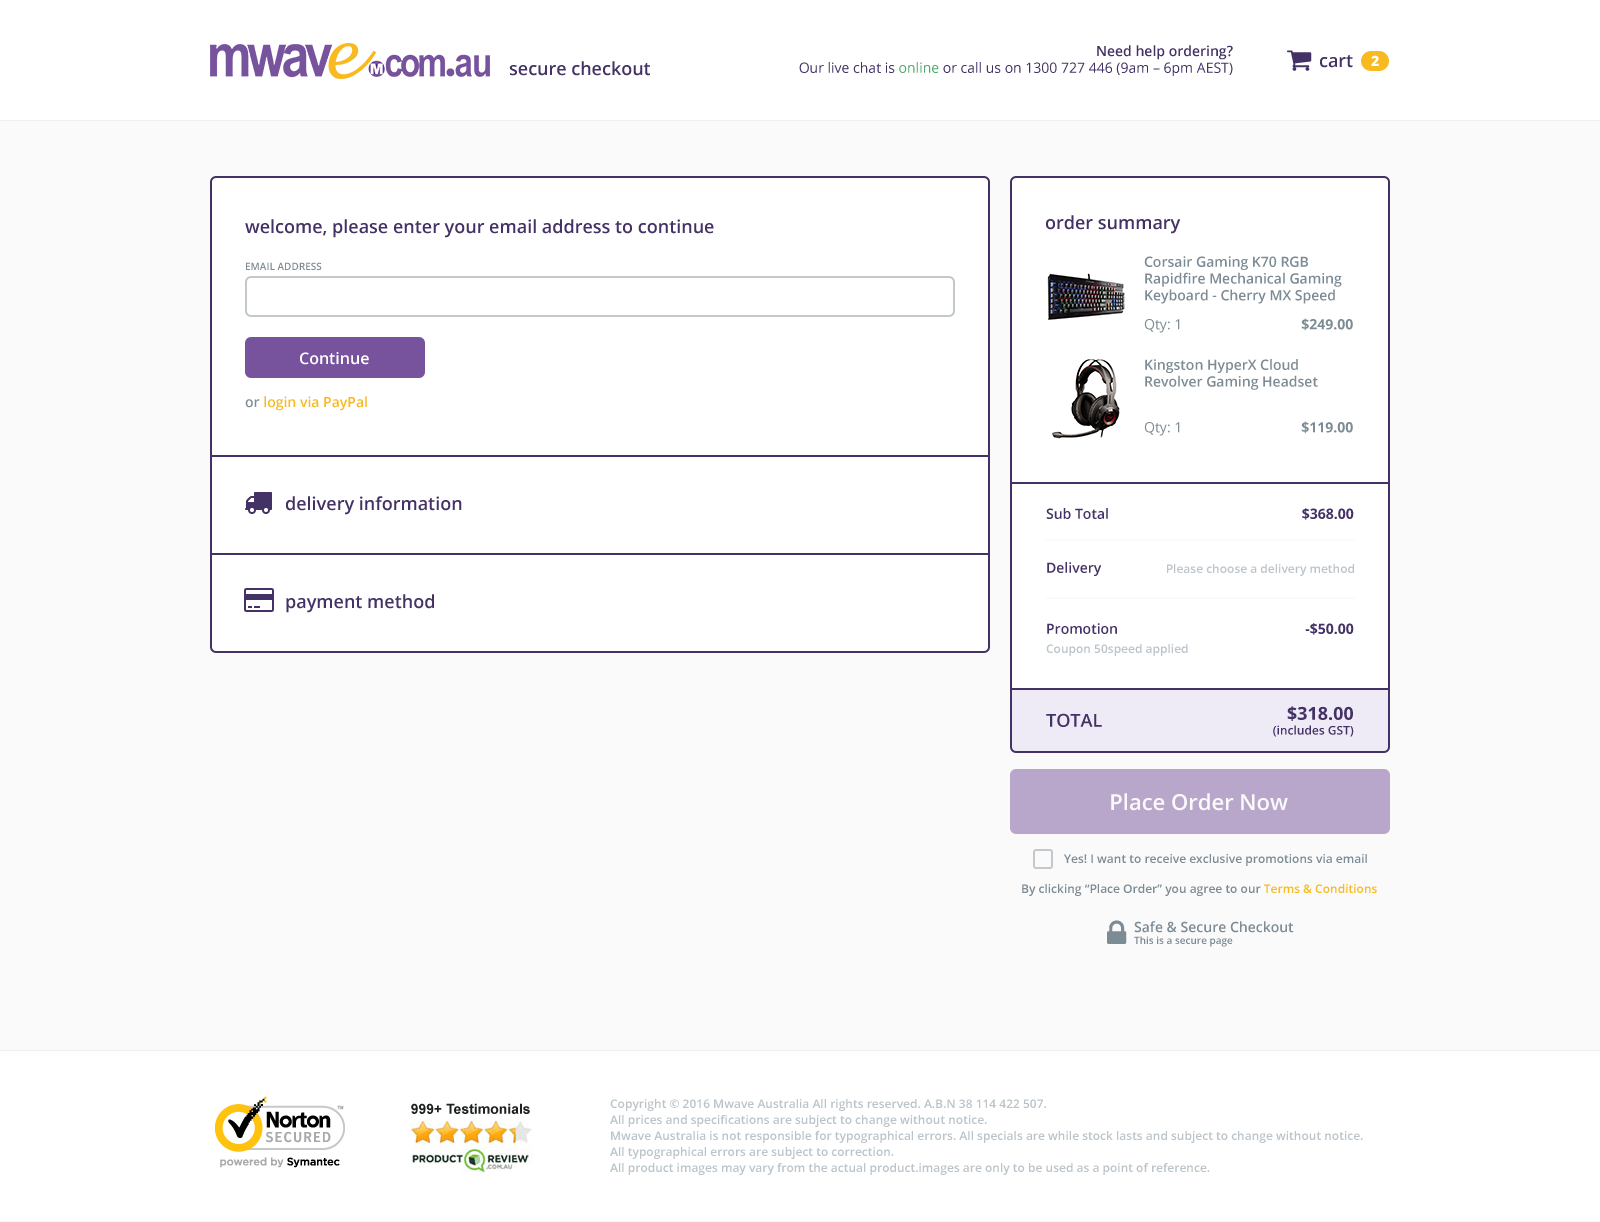 mwave.com.au
M
secure checkout
Need help ordering?
Our live chat is online or call us on 1300 727 446 (9am – 6pm AEST)
cart 2
welcome, please enter your email address to continue
EMAIL ADDRESS
Continue
or login via PayPal
delivery information
payment method
order summary
Corsair Gaming K70 RGB
Rapidfire Mechanical Gaming
Keyboard - Cherry MX Speed
Qty: 1 $249.00
Kingston HyperX Cloud
Revolver Gaming Headset
Qty: 1 $119.00
Sub Total $368.00
Delivery Please choose a delivery method
Promotion -$50.00
Coupon 50speed applied
TOTAL $318.00
(includes GST)
Place Order Now
Yes! I want to receive exclusive promotions via email
By clicking “Place Order” you agree to our Terms & Conditions
Safe & Secure Checkout
This is a secure page
Norton™
SECURED
powered by Symantec
999+ Testimonials
PRODUCT REVIEW
.COM.AU
Copyright © 2016 Mwave Australia All rights reserved. A.B.N 38 114 422 507.
All prices and specifications are subject to change without notice.
Mwave Australia is not responsible for typographical errors. All specials are while stock lasts and subject to change without notice.
All typographical errors are subject to correction.
All product images may vary from the actual product.images are only to be used as a point of reference.